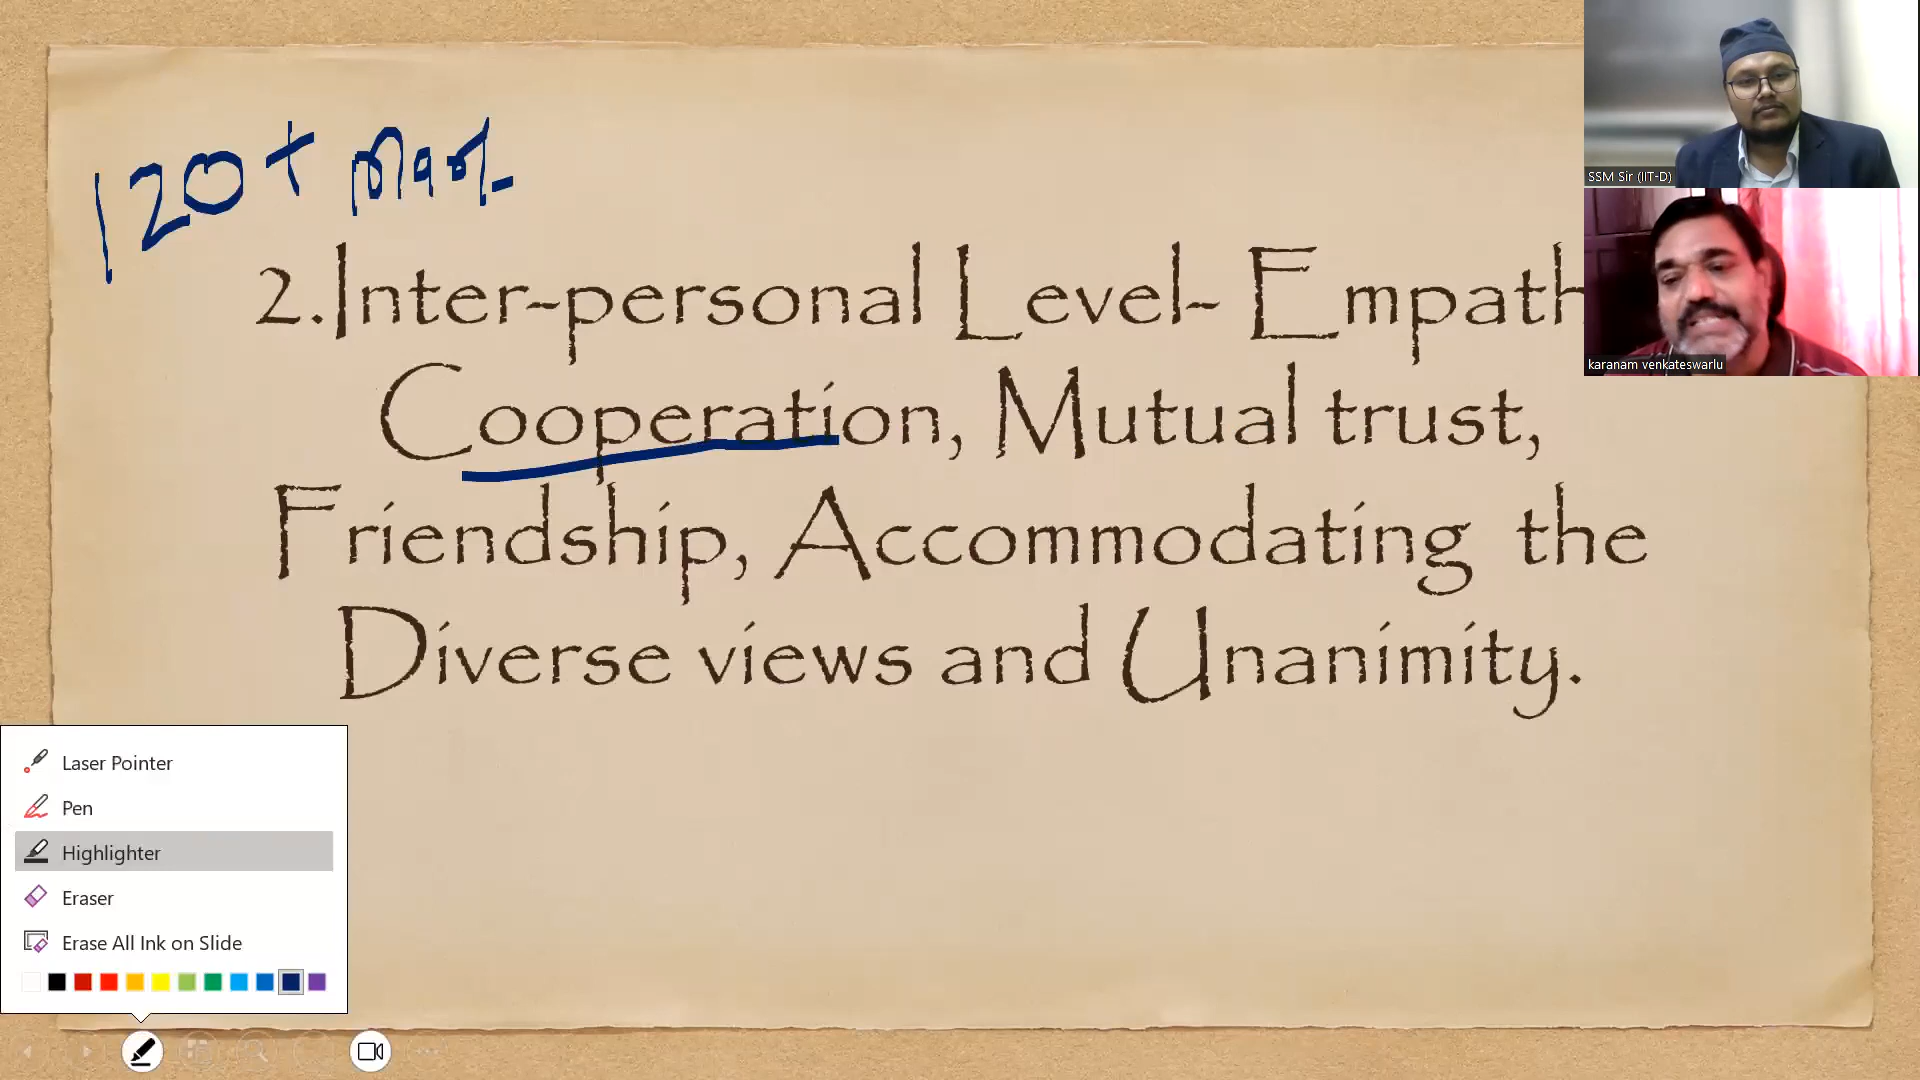 120+ Mark
2.Inter-personal Level- Empath
Cooperation, Mutual trust,
Friendship, Accommodating the
Diverse views and Unanimity.
SSM Sir (IIT-D)
karanam venkateswarlu
Laser Pointer
Pen
Highlighter
Eraser
Erase All Ink on Slide